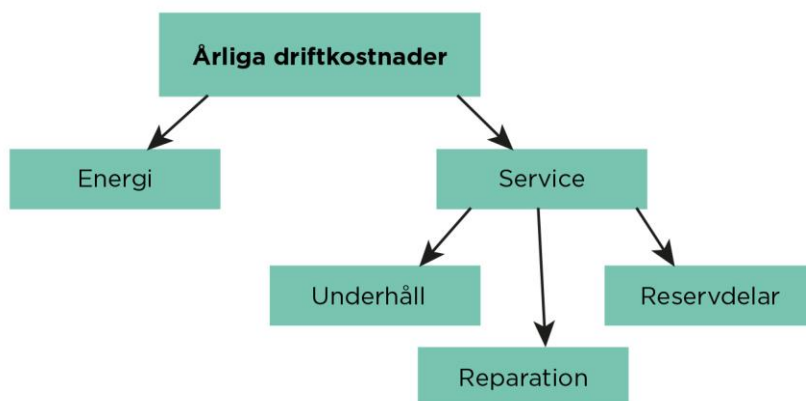 Årliga driftkostnader
Energi
Service
Underhåll
Reservdelar
Reparation